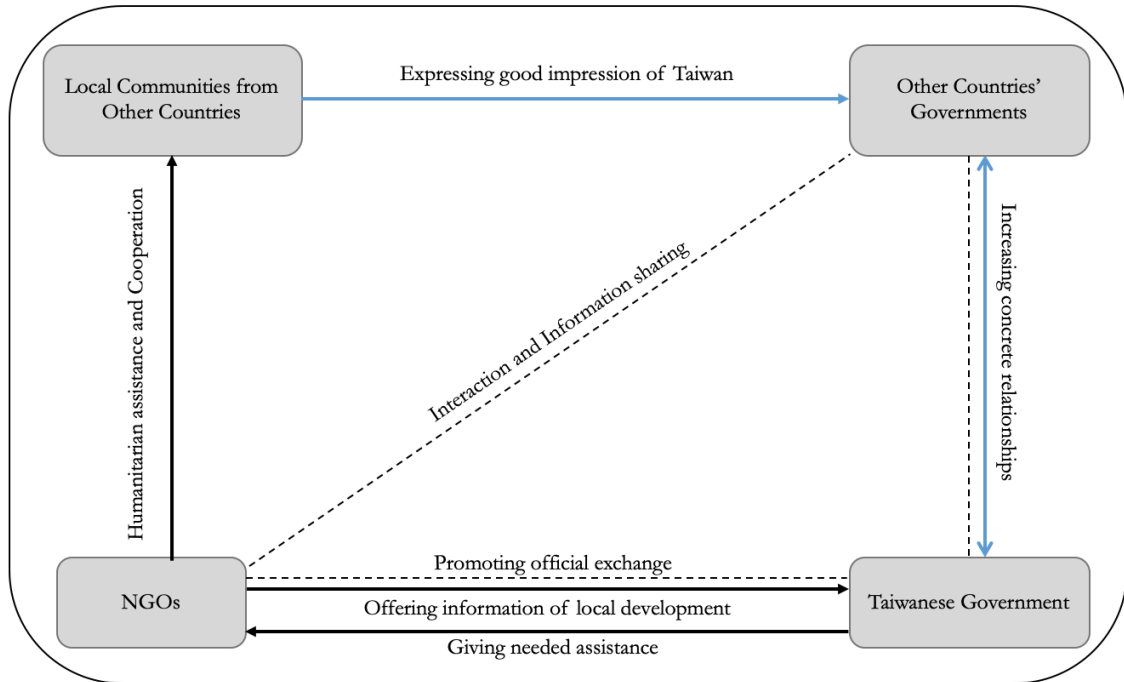 Local Communities from
Other Countries
Expressing good impression of Taiwan
Other Countries’
Governments
Humanitarian assistance and Cooperation
Interaction and Information sharing
Increasing concrete relationships
NGOs
Promoting official exchange
Offering information of local development
Giving needed assistance
Taiwanese Government